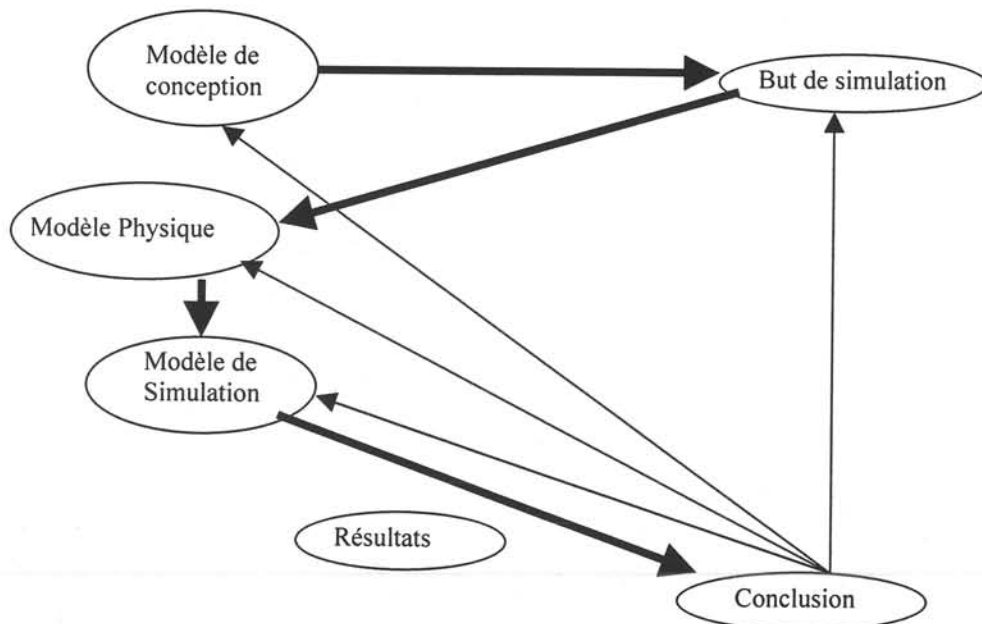 Modèle de
conception
But de simulation
Modèle Physique
Modèle de
Simulation
Résultats
Conclusion